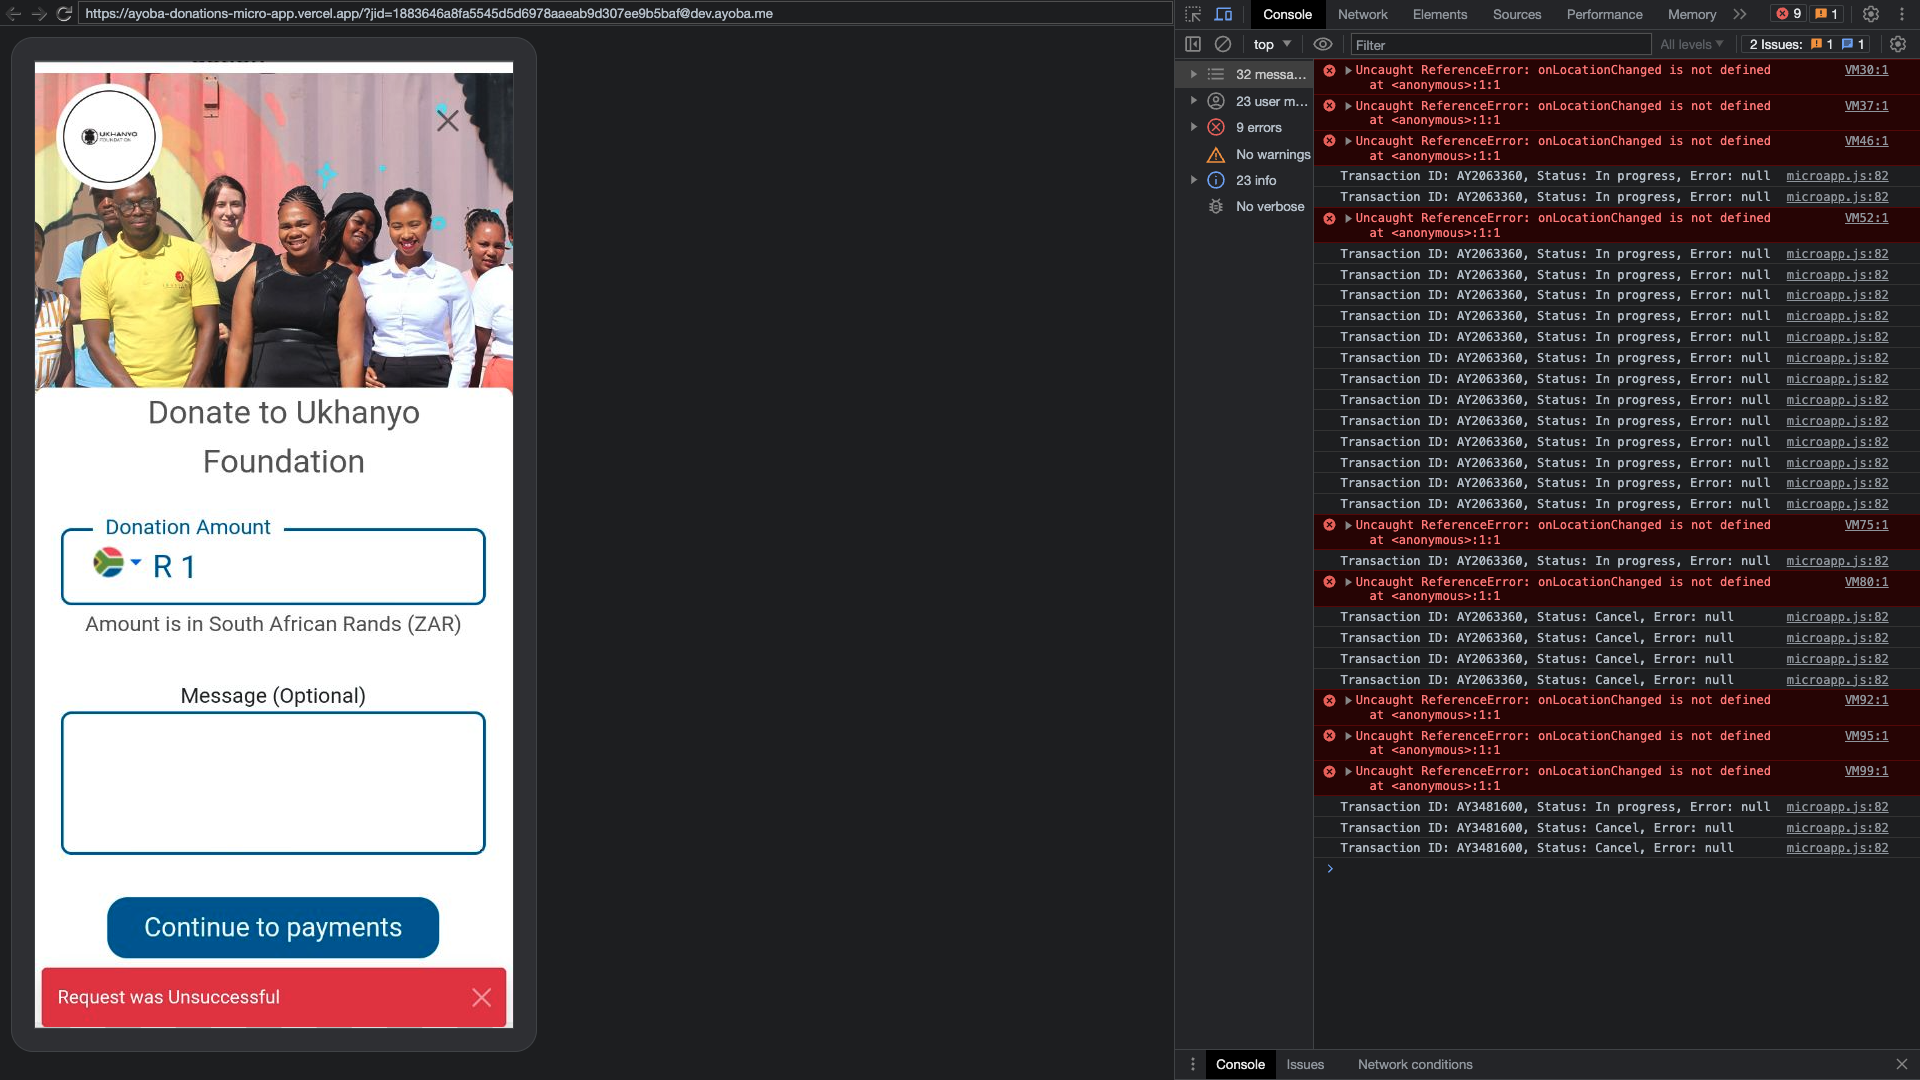 https://ayoba-donations-micro-app.vercel.app/?jid=1883646a8fa5545d5d6978aaeab9d307ee9b5baf@dev.ayoba.me
UKHANYO
FOUNDATION
Donate to Ukhanyo
Foundation
Donation Amount
R 1
Amount is in South African Rands (ZAR)
Message (Optional)
Continue to payments
Request was Unsuccessful
Console Network Elements Sources Performance Memory 9 1
top Filter All levels 2 Issues: 1 1
32 messa...
23 user m...
9 errors
No warnings
23 info
No verbose
Uncaught ReferenceError: onLocationChanged is not defined VM30:1
at <anonymous>:1:1
Uncaught ReferenceError: onLocationChanged is not defined VM37:1
at <anonymous>:1:1
Uncaught ReferenceError: onLocationChanged is not defined VM46:1
at <anonymous>:1:1
Transaction ID: AY2063360, Status: In progress, Error: null microapp.js:82
Transaction ID: AY2063360, Status: In progress, Error: null microapp.js:82
Uncaught ReferenceError: onLocationChanged is not defined VM52:1
at <anonymous>:1:1
Transaction ID: AY2063360, Status: In progress, Error: null microapp.js:82
Transaction ID: AY2063360, Status: In progress, Error: null microapp.js:82
Transaction ID: AY2063360, Status: In progress, Error: null microapp.js:82
Transaction ID: AY2063360, Status: In progress, Error: null microapp.js:82
Transaction ID: AY2063360, Status: In progress, Error: null microapp.js:82
Transaction ID: AY2063360, Status: In progress, Error: null microapp.js:82
Transaction ID: AY2063360, Status: In progress, Error: null microapp.js:82
Transaction ID: AY2063360, Status: In progress, Error: null microapp.js:82
Transaction ID: AY2063360, Status: In progress, Error: null microapp.js:82
Transaction ID: AY2063360, Status: In progress, Error: null microapp.js:82
Transaction ID: AY2063360, Status: In progress, Error: null microapp.js:82
Transaction ID: AY2063360, Status: In progress, Error: null microapp.js:82
Transaction ID: AY2063360, Status: In progress, Error: null microapp.js:82
Uncaught ReferenceError: onLocationChanged is not defined VM75:1
at <anonymous>:1:1
Transaction ID: AY2063360, Status: In progress, Error: null microapp.js:82
Uncaught ReferenceError: onLocationChanged is not defined VM80:1
at <anonymous>:1:1
Transaction ID: AY2063360, Status: Cancel, Error: null microapp.js:82
Transaction ID: AY2063360, Status: Cancel, Error: null microapp.js:82
Transaction ID: AY2063360, Status: Cancel, Error: null microapp.js:82
Transaction ID: AY2063360, Status: Cancel, Error: null microapp.js:82
Uncaught ReferenceError: onLocationChanged is not defined VM92:1
at <anonymous>:1:1
Uncaught ReferenceError: onLocationChanged is not defined VM95:1
at <anonymous>:1:1
Uncaught ReferenceError: onLocationChanged is not defined VM99:1
at <anonymous>:1:1
Transaction ID: AY3481600, Status: In progress, Error: null microapp.js:82
Transaction ID: AY3481600, Status: Cancel, Error: null microapp.js:82
Transaction ID: AY3481600, Status: Cancel, Error: null microapp.js:82
Console Issues Network conditions